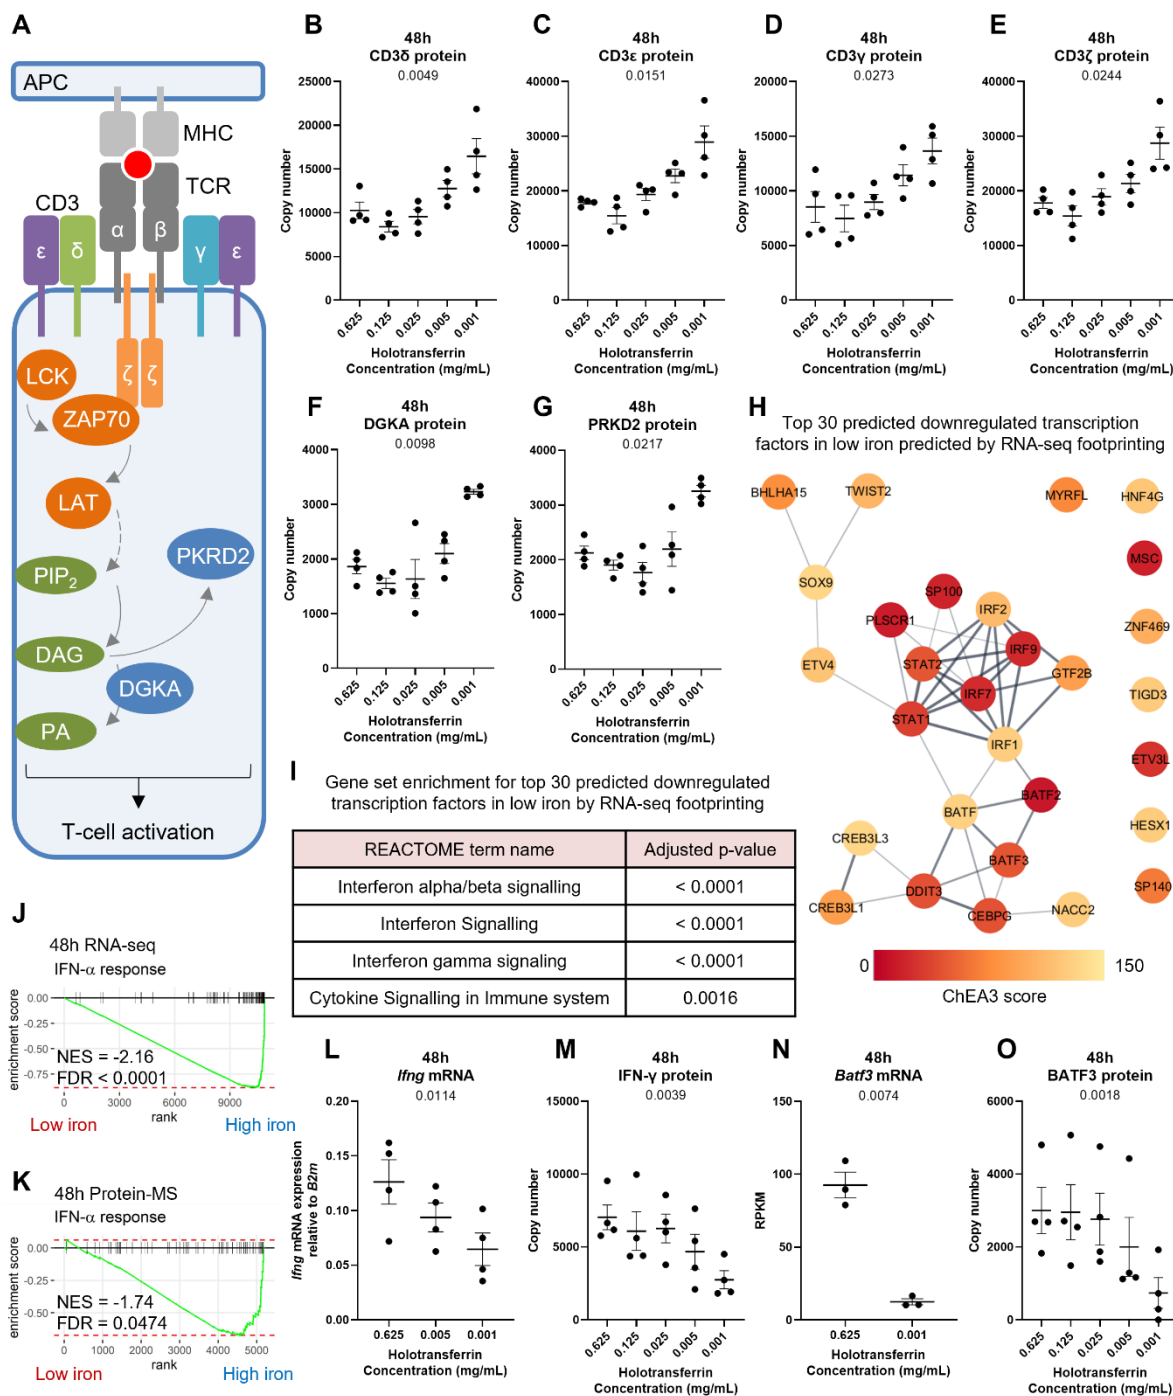 A
APC
MHC
TCR
CD3
ε
δ
α
β
γ
ε
ζ
ζ
LCK
ZAP70
LAT
PIP₂
PKRD2
DAG
DGKA
PA
T-cell activation
B
48h
CD3δ protein
0.0049
Copy number
25000
20000
15000
10000
5000
0
0.625
0.125
0.025
0.005
0.001
Holotransferrin
Concentration (mg/mL)
C
48h
CD3ε protein
0.0151
Copy number
40000
30000
20000
10000
0
0.625
0.125
0.025
0.005
0.001
Holotransferrin
Concentration (mg/mL)
D
48h
CD3γ protein
0.0273
Copy number
20000
15000
10000
5000
0
0.625
0.125
0.025
0.005
0.001
Holotransferrin
Concentration (mg/mL)
E
48h
CD3ζ protein
0.0244
Copy number
40000
30000
20000
10000
0
0.625
0.125
0.025
0.005
0.001
Holotransferrin
Concentration (mg/mL)
F
48h
DGKA protein
0.0098
Copy number
4000
3000
2000
1000
0
0.625
0.125
0.025
0.005
0.001
Holotransferrin
Concentration (mg/mL)
G
48h
PRKD2 protein
0.0217
Copy number
4000
3000
2000
1000
0
0.625
0.125
0.025
0.005
0.001
Holotransferrin
Concentration (mg/mL)
H
Top 30 predicted downregulated transcription
factors in low iron predicted by RNA-seq footprinting
BHLHA15
TWIST2
MYRFL
HNF4G
SOX9
MSC
SP100
PLSCR1
IRF2
ZNF469
STAT2
IRF9
ETV4
GTF2B
IRF7
TIGD3
STAT1
IRF1
ETV3L
BATF2
BATF
HESX1
CREB3L3
BATF3
DDIT3
SP140
CREB3L1
CEBPG
NACC2
0
150
ChEA3 score
I
Gene set enrichment for top 30 predicted downregulated
transcription factors in low iron by RNA-seq footprinting
REACTOME term name
Adjusted p-value
Interferon alpha/beta signalling
< 0.0001
Interferon Signalling
< 0.0001
Interferon gamma signaling
< 0.0001
Cytokine Signalling in Immune system
0.0016
J
48h RNA-seq
IFN-α response
enrichment score
0.00
-0.25
-0.50
-0.75
NES = -2.16
FDR < 0.0001
0
3000
6000
9000
rank
Low iron
High iron
K
48h Protein-MS
IFN-α response
enrichment score
0.00
-0.25
-0.50
NES = -1.74
FDR = 0.0474
0
1000
2000
3000
4000
5000
rank
Low iron
High iron
L
48h
Ifng mRNA
0.0114
Ifng mRNA expression
relative to B2m
0.20
0.15
0.10
0.05
0.00
0.625
0.005
0.001
Holotransferrin
Concentration (mg/mL)
M
48h
IFN-γ protein
0.0039
Copy number
15000
10000
5000
0
0.625
0.125
0.025
0.005
0.001
Holotransferrin
Concentration (mg/mL)
N
48h
Batf3 mRNA
0.0074
RPKM
150
100
50
0
0.625
0.001
Holotransferrin
Concentration (mg/mL)
O
48h
BATF3 protein
0.0018
Copy number
6000
4000
2000
0
0.625
0.125
0.025
0.005
0.001
Holotransferrin
Concentration (mg/mL)